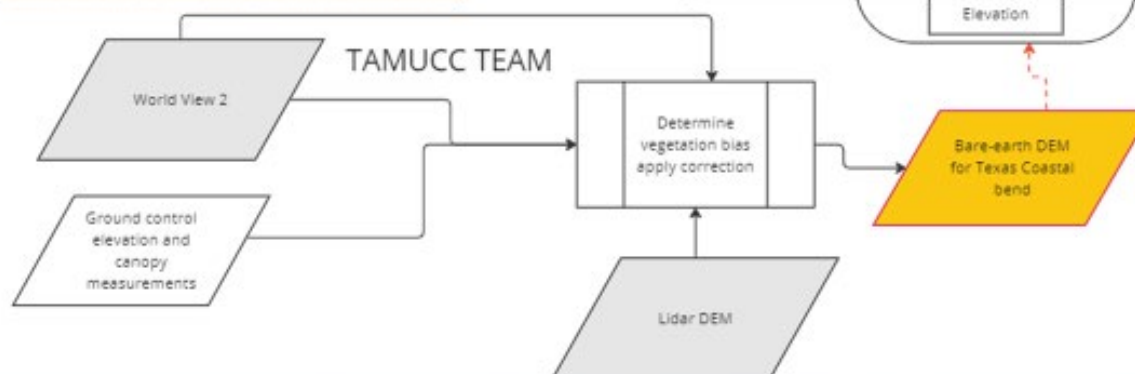 Elevation
TAMUCC TEAM
World View 2
Determine
vegetation bias
apply correction
Bare-earth DEM
for Texas Coastal
bend
Ground control
elevation and
canopy
measurements
Lidar DEM